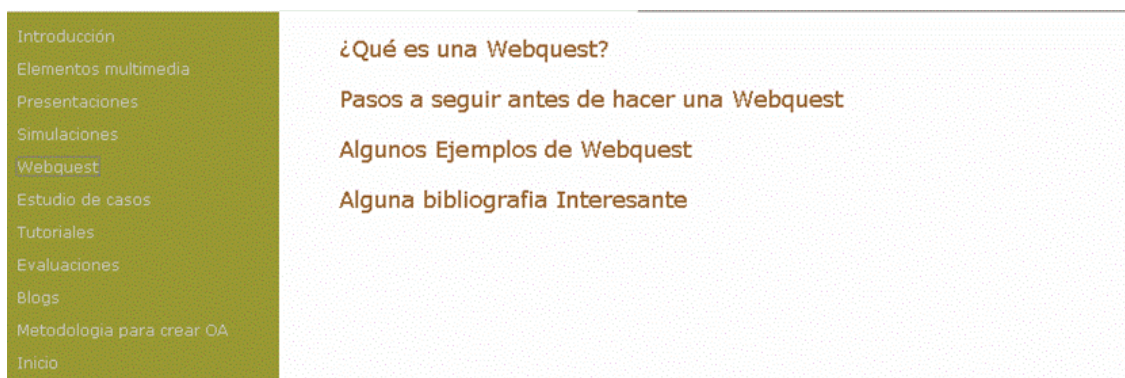 Introducción
Elementos multimedia
Presentaciones
Simulaciones
Webquest
Estudio de casos
Tutoriales
Evaluaciones
Blogs
Metodologia para crear OA
Inicio
¿Qué es una Webquest?
Pasos a seguir antes de hacer una Webquest
Algunos Ejemplos de Webquest
Alguna bibliografia Interesante